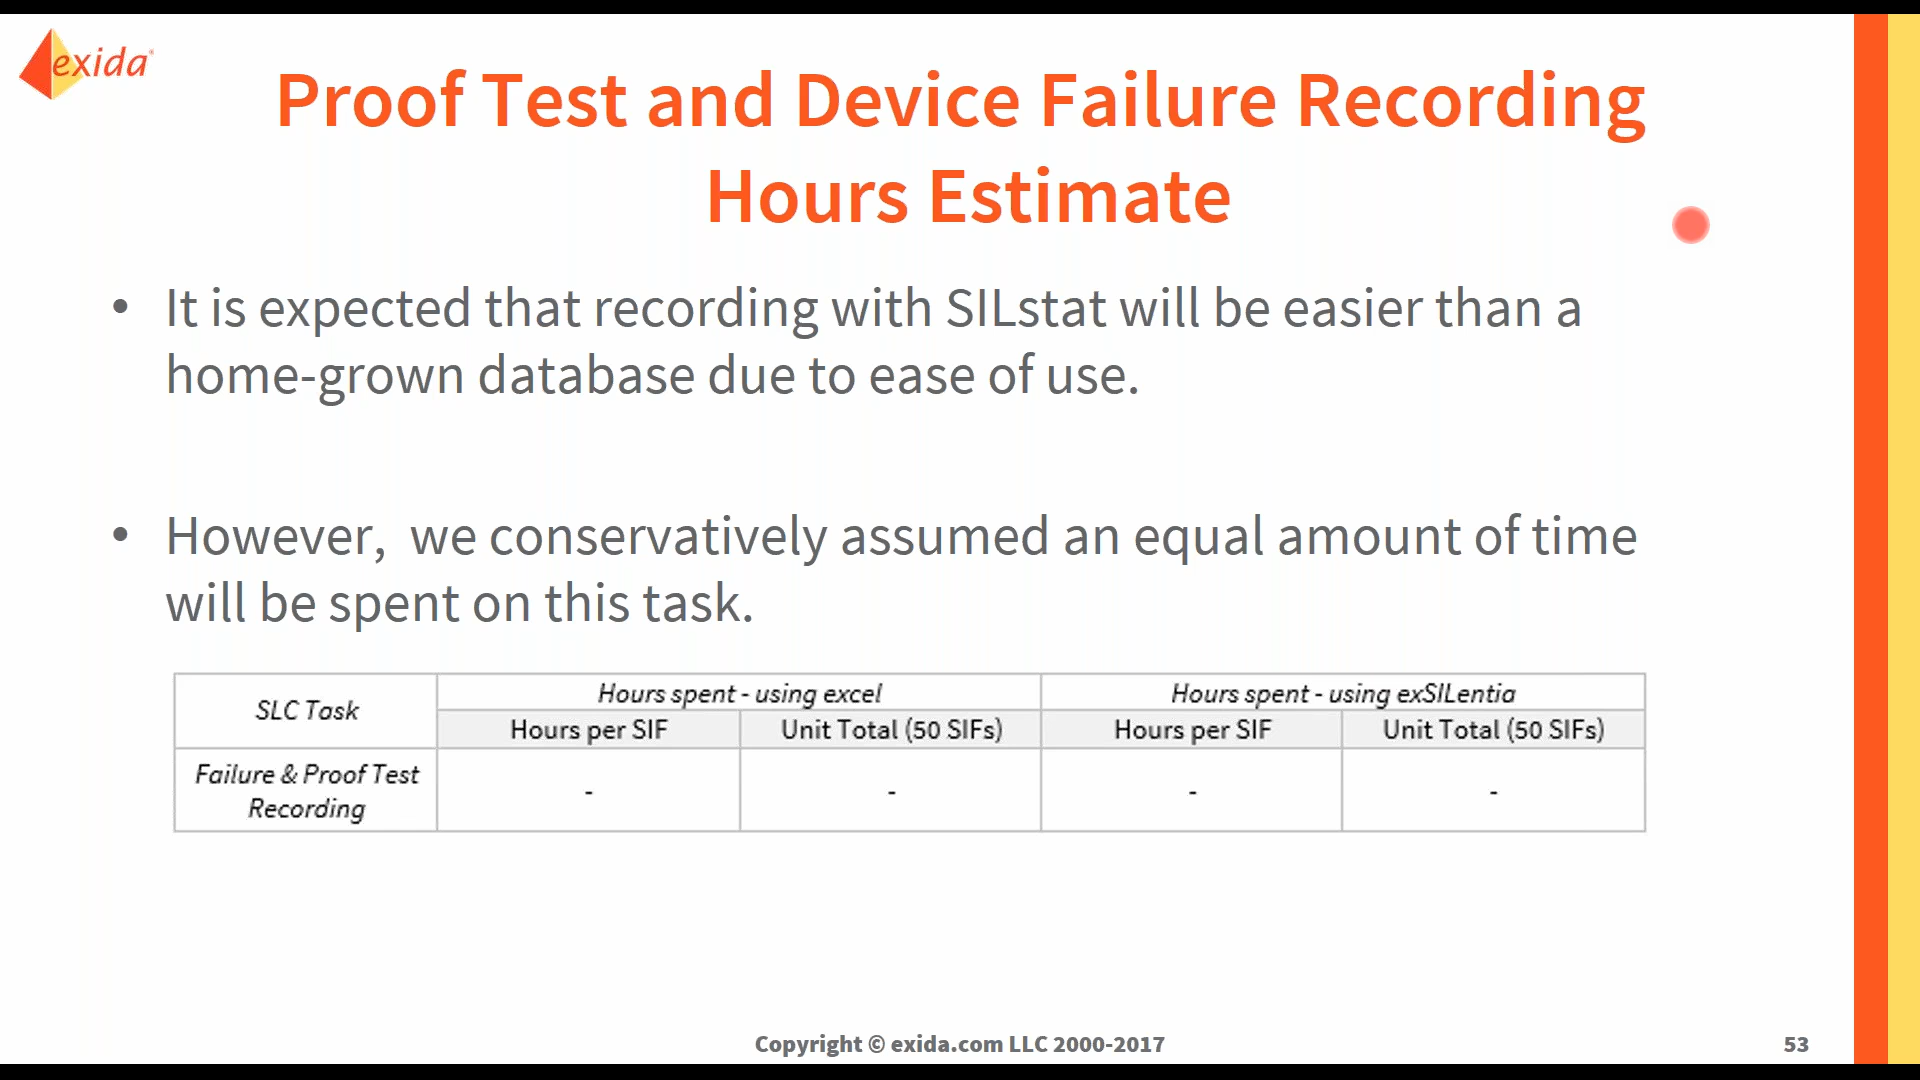 exida
Proof Test and Device Failure Recording
Hours Estimate
• It is expected that recording with SILstat will be easier than a
home-grown database due to ease of use.
• However,  we conservatively assumed an equal amount of time
will be spent on this task.
SLC Task
Hours spent - using excel
Hours spent - using exSILentia
Hours per SIF
Unit Total (50 SIFs)
Hours per SIF
Unit Total (50 SIFs)
Failure & Proof Test
Recording
-
-
-
-
Copyright © exida.com LLC 2000-2017
53